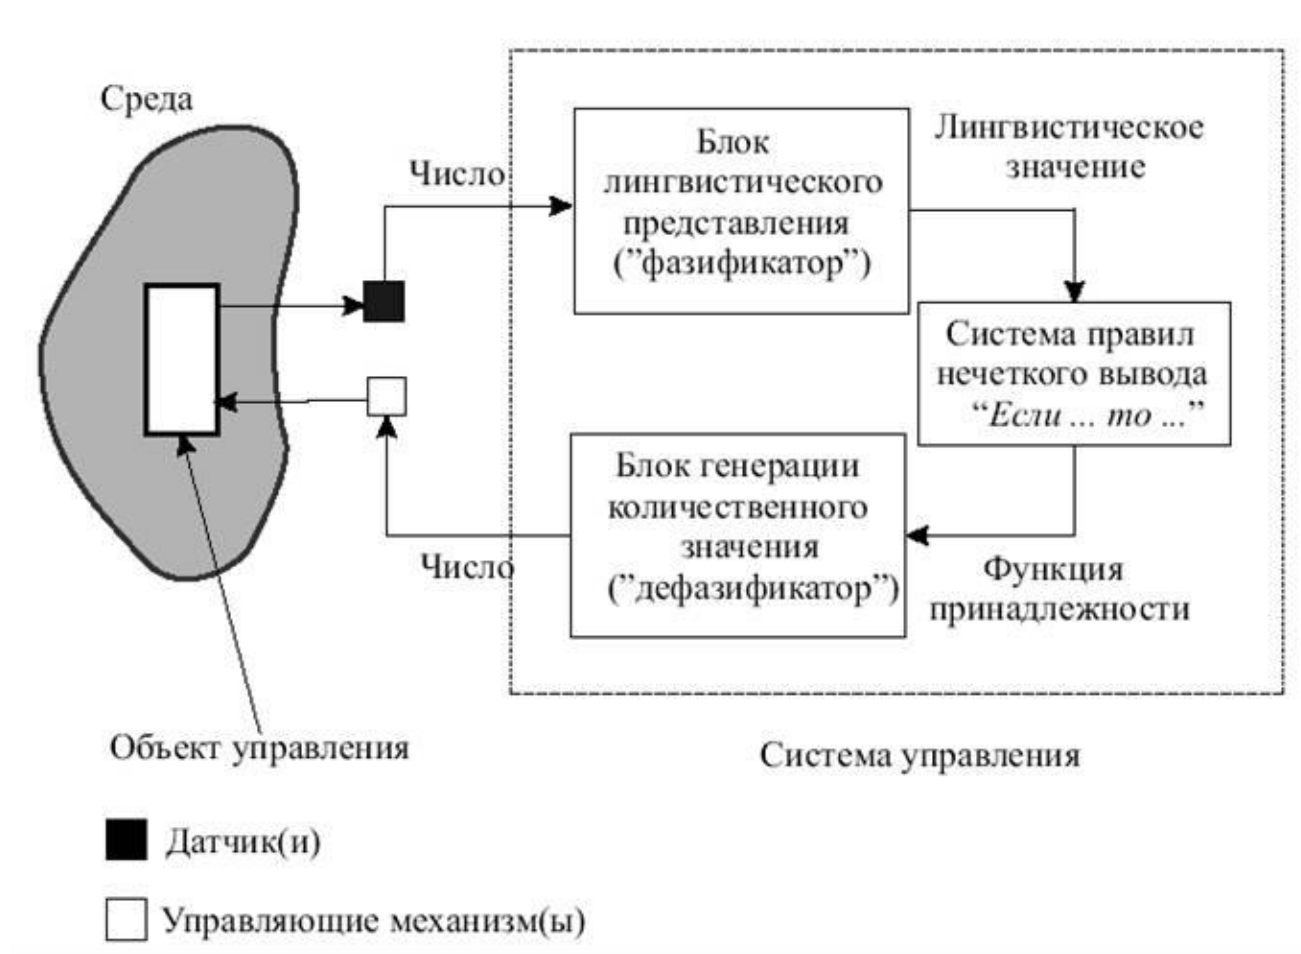 Среда
Число
Блок
лингвистического
представления
(”фазификатор”)
Лингвистическое
значение
Система правил
нечеткого вывода
“Если ... то ...”
Функция
принадлежности
Блок генерации
количественного
значения
(”дефазификатор”)
Число
Объект управления
Система управления
Датчик(и)
Управляющие механизм(ы)